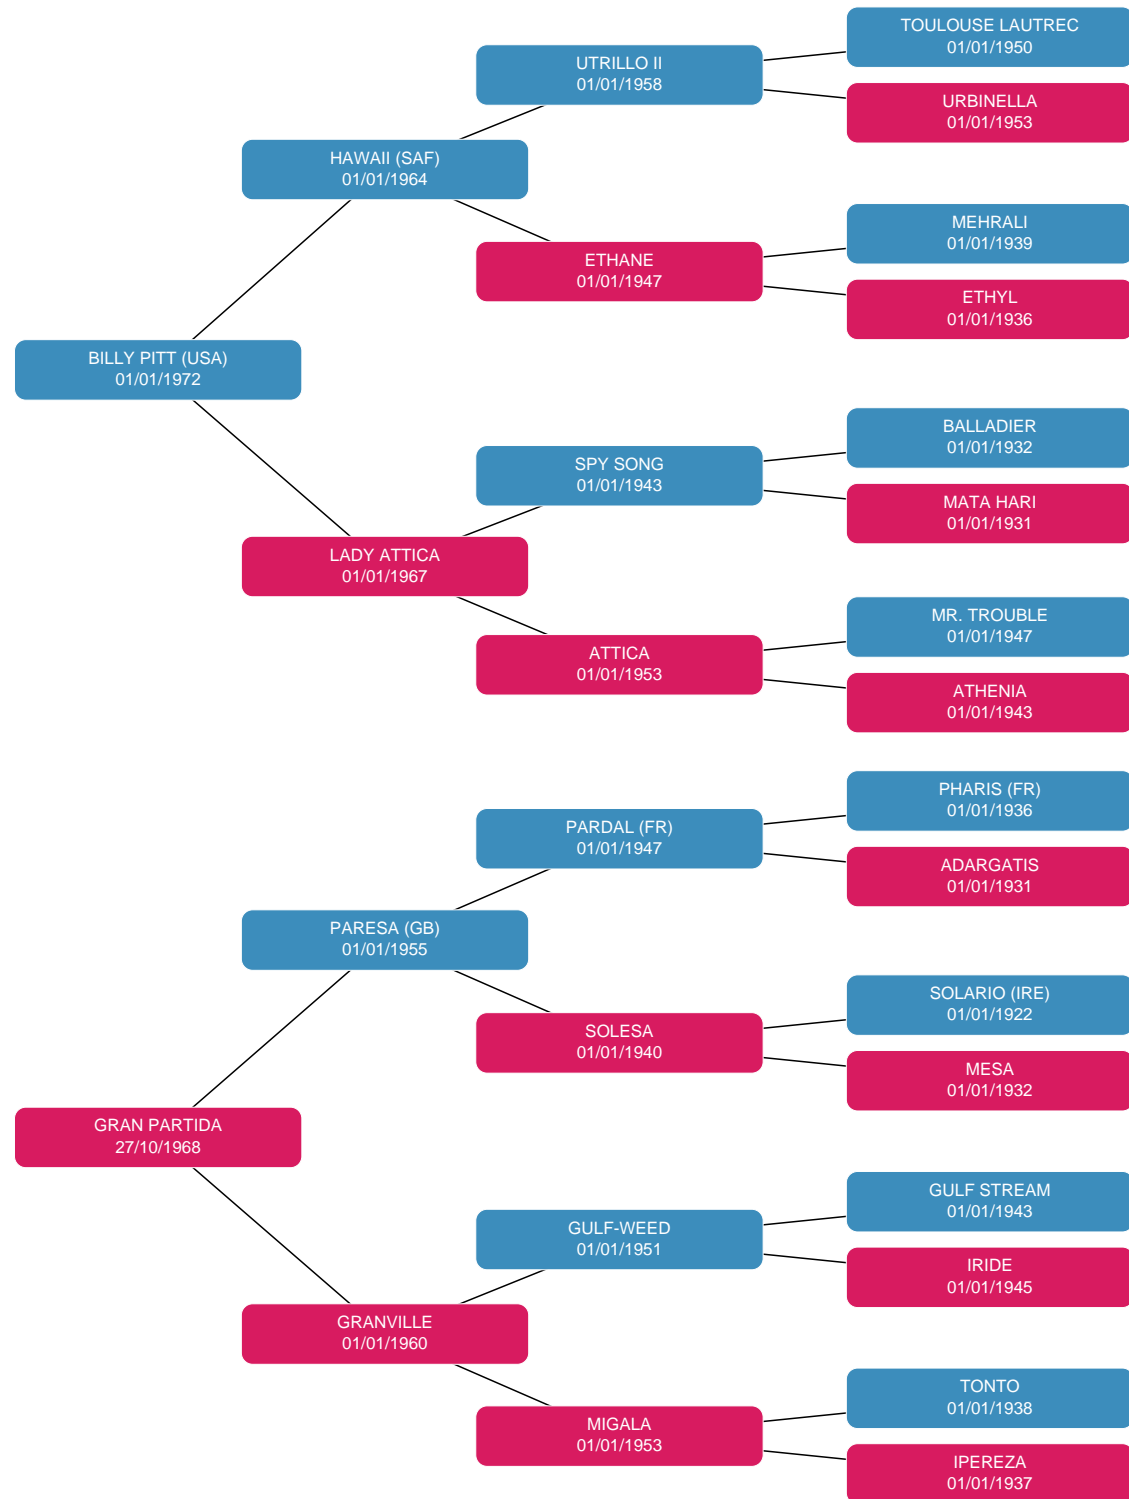 TOULOUSE LAUTREC
01/01/1950
UTRILLO II
01/01/1958
URBINELLA
01/01/1953
HAWAII (SAF)
01/01/1964
MEHRALI
01/01/1939
ETHANE
01/01/1947
ETHYL
01/01/1936
BILLY PITT (USA)
01/01/1972
BALLADIER
01/01/1932
SPY SONG
01/01/1943
MATA HARI
01/01/1931
LADY ATTICA
01/01/1967
MR. TROUBLE
01/01/1947
ATTICA
01/01/1953
ATHENIA
01/01/1943
PHARIS (FR)
01/01/1936
PARDAL (FR)
01/01/1947
ADARGATIS
01/01/1931
PARESA (GB)
01/01/1955
SOLARIO (IRE)
01/01/1922
SOLESA
01/01/1940
MESA
01/01/1932
GRAN PARTIDA
27/10/1968
GULF STREAM
01/01/1943
GULF-WEED
01/01/1951
IRIDE
01/01/1945
GRANVILLE
01/01/1960
TONTO
01/01/1938
MIGALA
01/01/1953
IPEREZA
01/01/1937